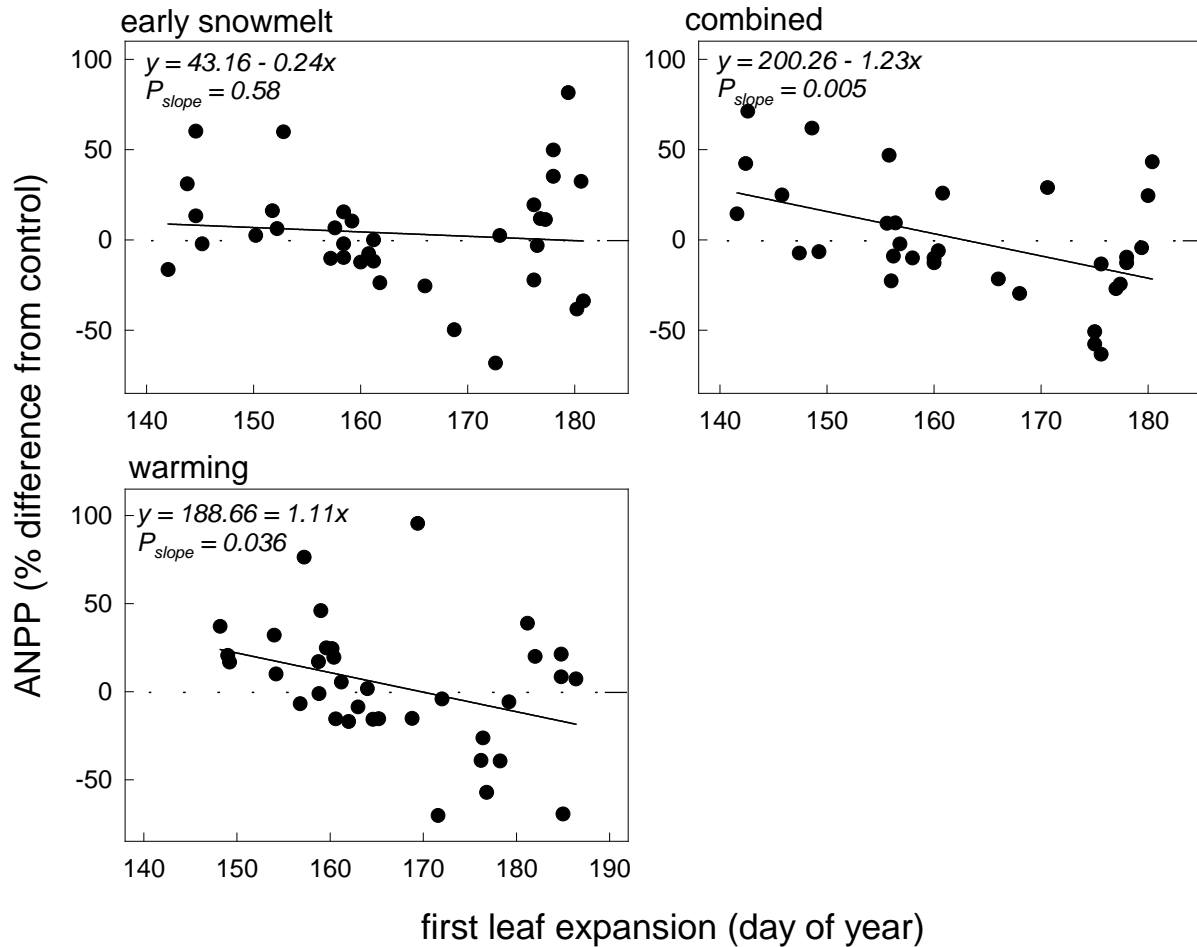 early snowmelt
y = 43.16 - 0.24x
P slope = 0.58
100
50
0
-50
140 150 160 170 180
combined
y = 200.26 - 1.23x
P slope = 0.005
100
50
0
-50
140 150 160 170 180
warming
y = 188.66 = 1.11x
P slope = 0.036
100
50
0
-50
140 150 160 170 180 190
ANPP (% difference from control)
first leaf expansion (day of year)